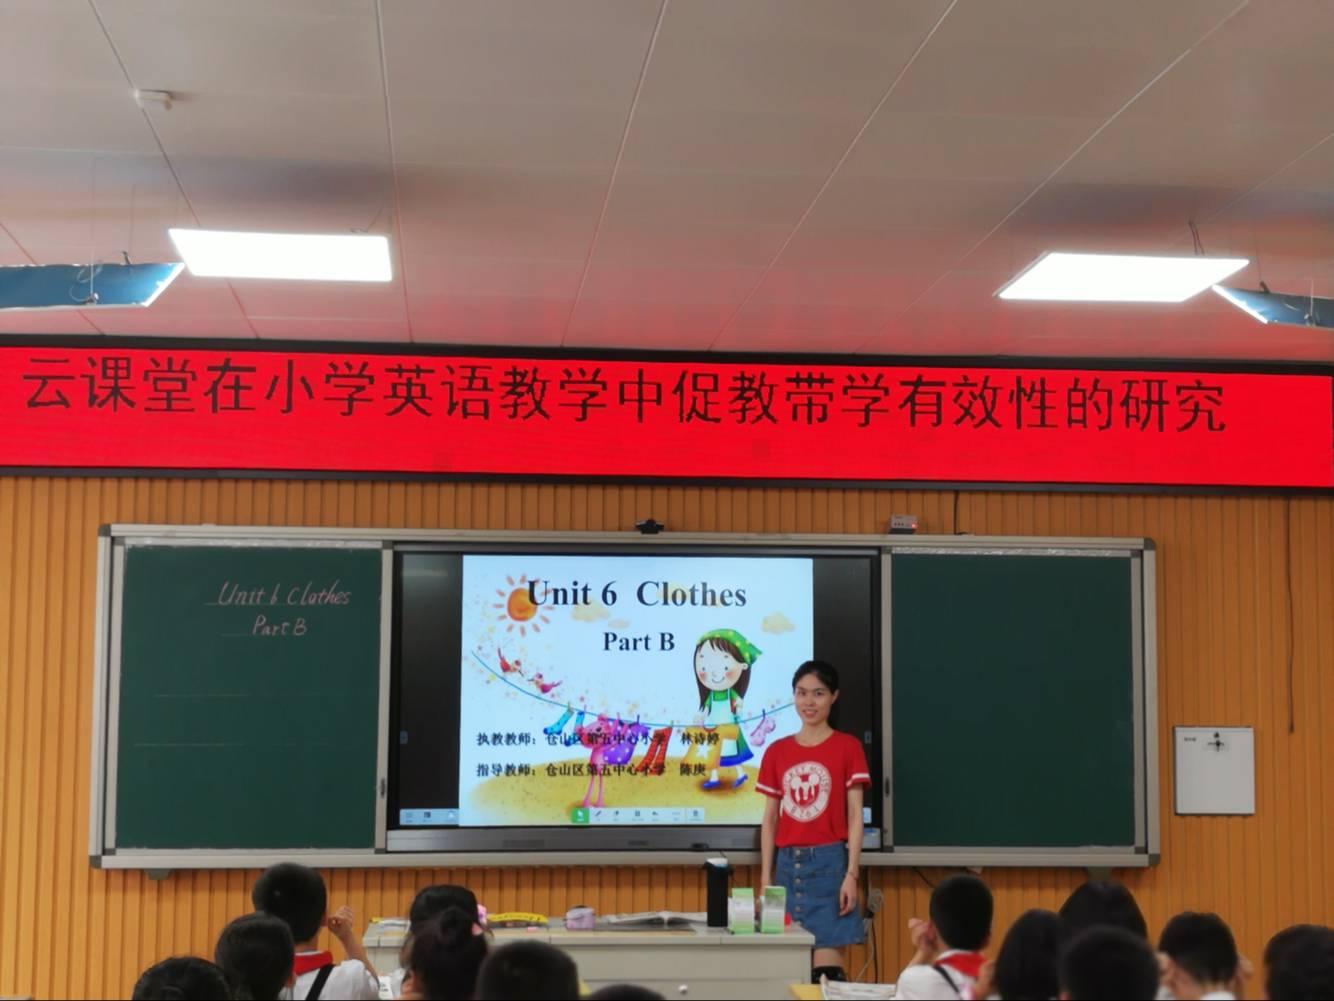 云课堂在小学英语教学中促教带学有效性的研究
Unit 6 Clothes
Part B
Unit 6 Clothes
Part B
执教教师：仓山区第五中心小学 林诗婷
指导教师：仓山区第五中心小学 陈庚
MICKEY MOUSE